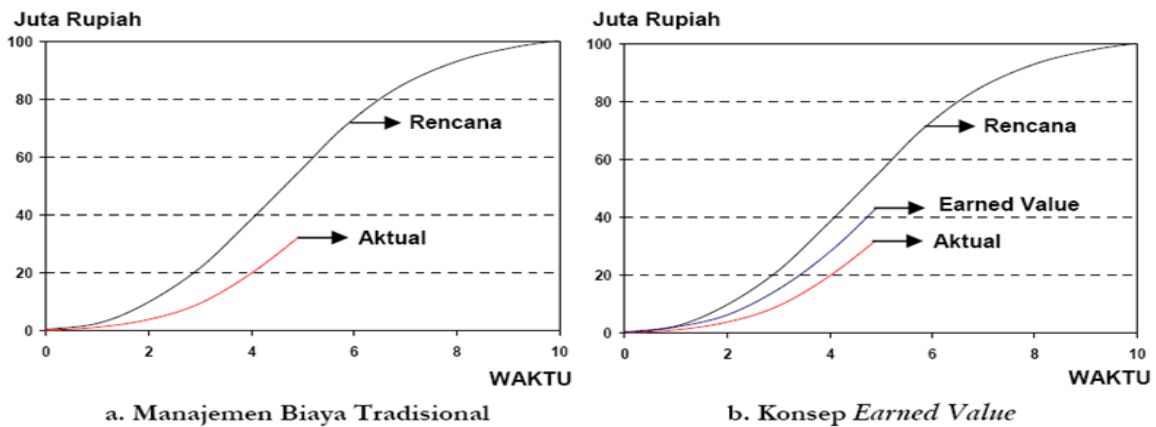 Juta Rupiah
100
80
60
40
20
0
Rencana
Aktual
0 2 4 6 8 10
WAKTU
a. Manajemen Biaya Tradisional
Juta Rupiah
100
80
60
40
20
0
Rencana
Earned Value
Aktual
0 2 4 6 8 10
WAKTU
b. Konsep Earned Value